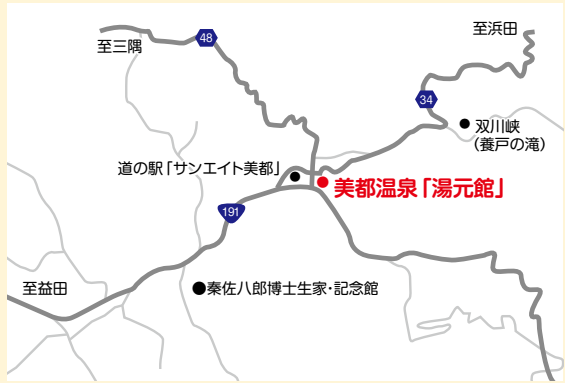 48
至三隅
至浜田
34
双川峡
(養戸の滝)
道の駅「サンエイト美都」
美都温泉「湯元館」
191
至益田
秦佐八郎博士生家・記念館